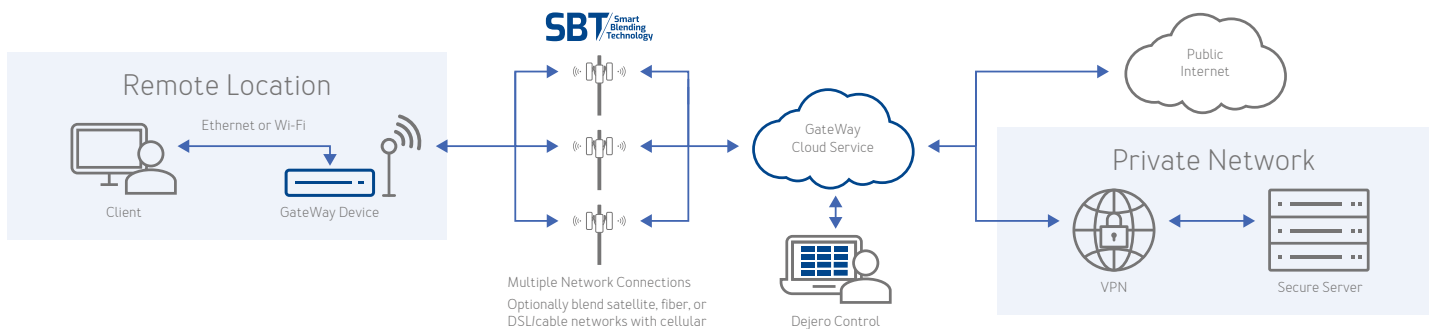 SBT
Smart
Blending
Technology
Remote Location
Ethernet or Wi-Fi
Client
GateWay Device
Multiple Network Connections
Optionally blend satellite, fiber, or
DSL/cable networks with cellular
GateWay
Cloud Service
Dejero Control
Public
Internet
Private Network
VPN
Secure Server